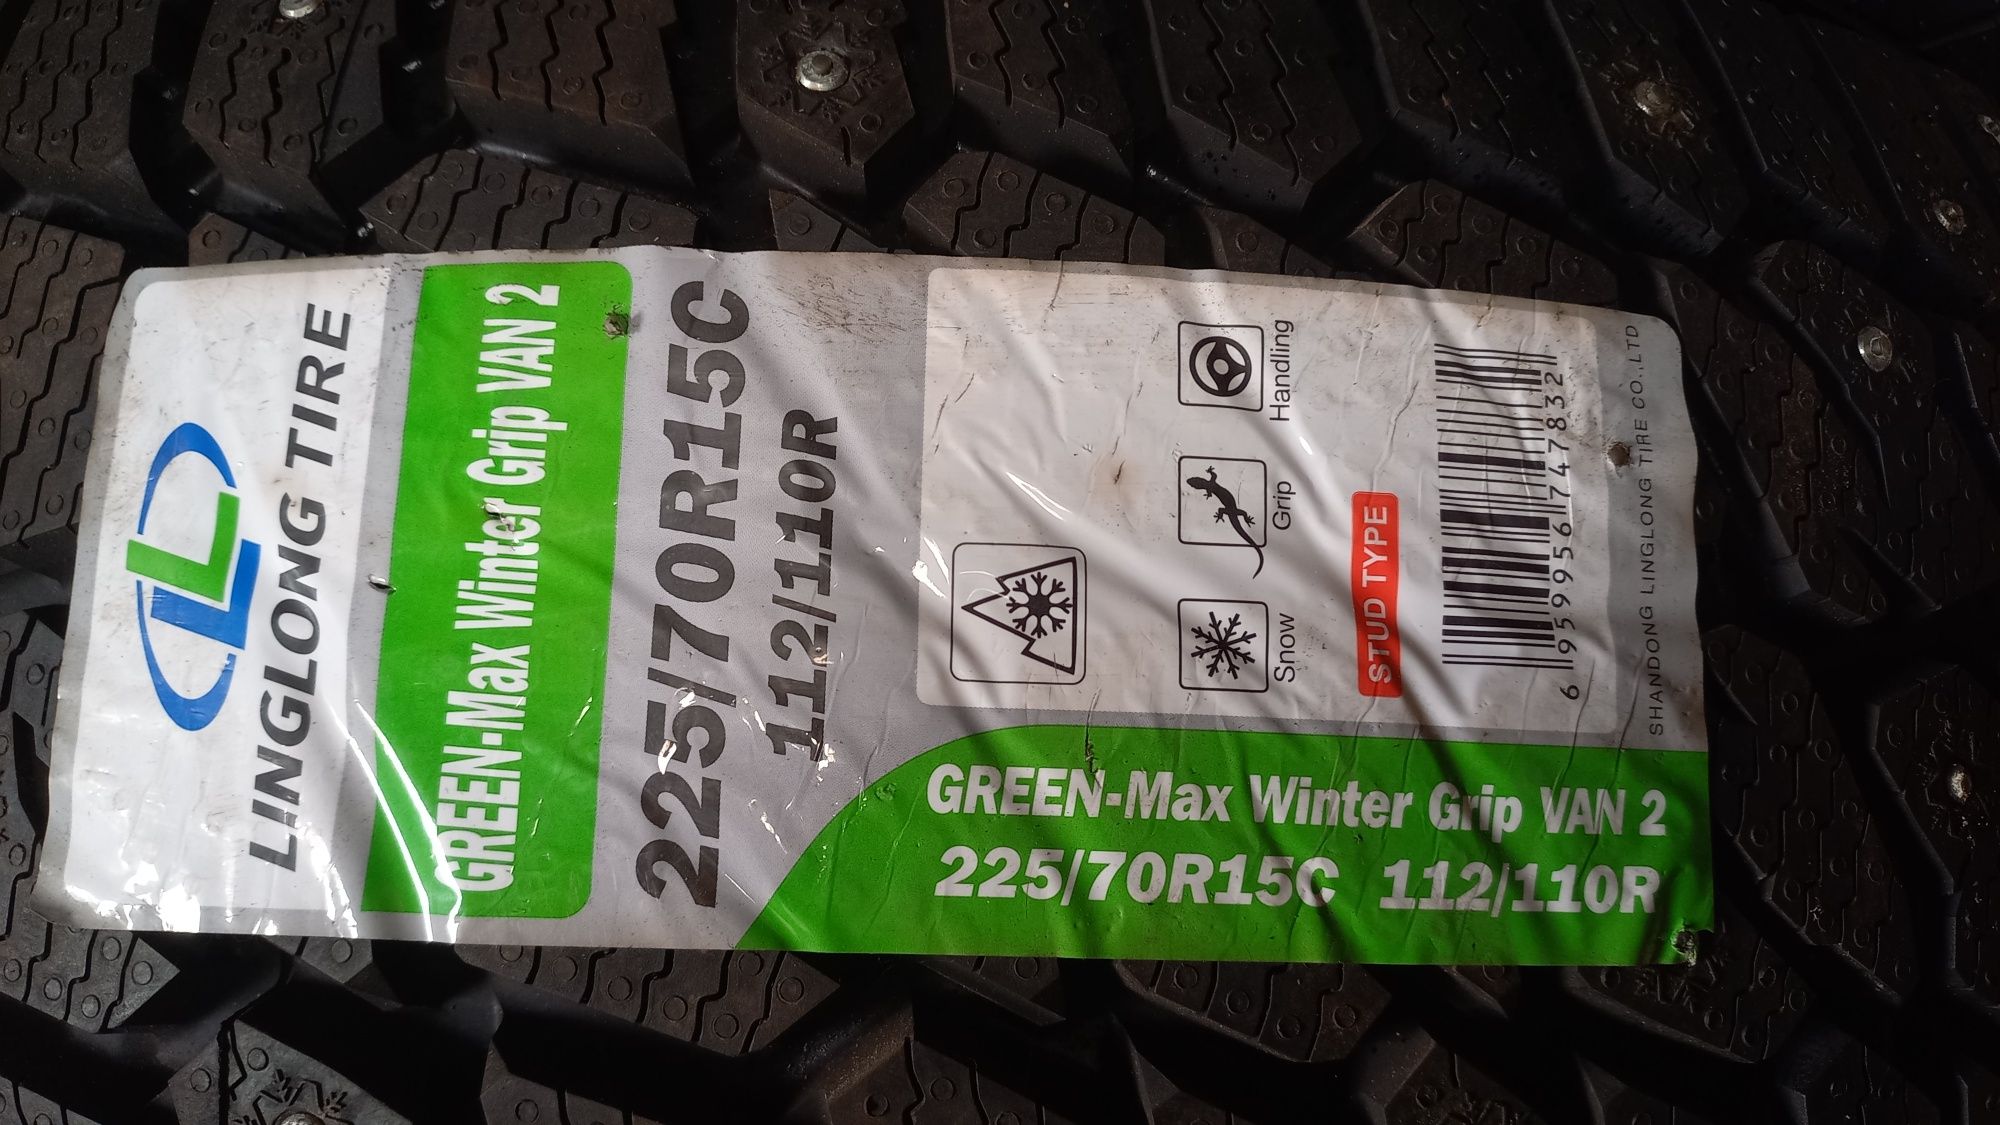 LINGLONG TIRE
GREEN-Max Winter Grip VAN 2
225/70R15C
112/110R
Snow
Grip
Handling
STUD TYPE
6 959956 747832
SHANDONG LINGLONG TIRE CO.,LTD
GREEN-Max Winter Grip VAN 2
225/70R15C 112/110R